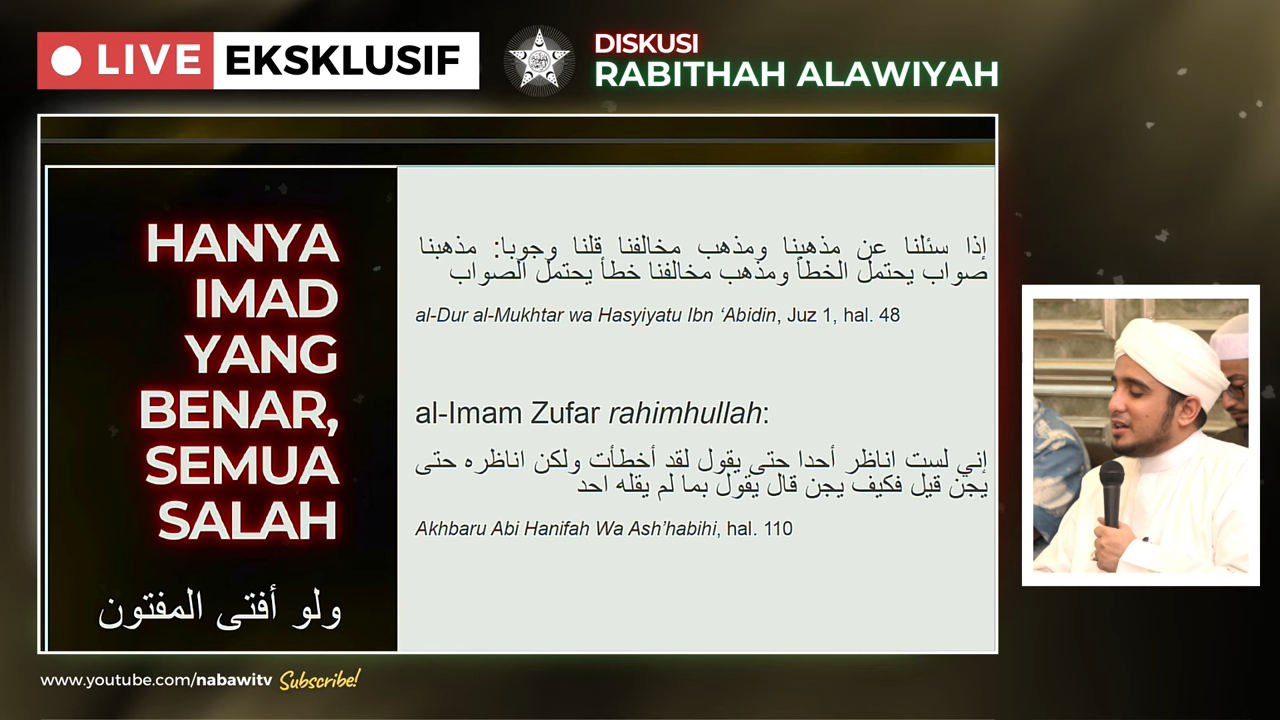 LIVE EKSKLUSIF
DISKUSI
RABITHAH ALAWIYAH
HANYA
IMAD
YANG
BENAR,
SEMUA
SALAH
ولو أفتى المفتون
إذا سئلنا عن مذهبنا ومذهب مخالفنا قلنا وجوبا: مذهبنا
صواب يحتمل الخطأ ومذهب مخالفنا خطأ يحتمل الصواب
al-Dur al-Mukhtar wa Hasyiyatu Ibn ‘Abidin, Juz 1, hal. 48
al-Imam Zufar rahimhullah:
إني لست اناظر أحدا حتى يقول لقد أخطأت ولكن اناظره حتى
يجن قيل فكيف يجن قال يقول بما لم يقله احد
Akhbaru Abi Hanifah Wa Ash’habihi, hal. 110
www.youtube.com/nabawitv Subscribe!